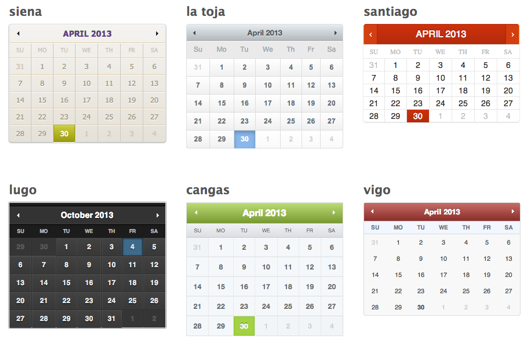 siena
◄ APRIL 2013 ►
SU MO TU WE TH FR SA
31 1 2 3 4 5 6
7 8 9 10 11 12 13
14 15 16 17 18 19 20
21 22 23 24 25 26 27
28 29 30 1 2 3 4
la toja
◄ April 2013 ►
Su Mo Tu We Th Fr Sa
31 1 2 3 4 5 6
7 8 9 10 11 12 13
14 15 16 17 18 19 20
21 22 23 24 25 26 27
28 29 30 1 2 3 4
santiago
‹ APRIL 2013 ›
SU MO TU WE TH FR SA
31 1 2 3 4 5 6
7 8 9 10 11 12 13
14 15 16 17 18 19 20
21 22 23 24 25 26 27
28 29 30 1 2 3 4
lugo
◄ October 2013 ►
SU MO TU WE TH FR SA
29 30 1 2 3 4 5
6 7 8 9 10 11 12
13 14 15 16 17 18 19
20 21 22 23 24 25 26
27 28 29 30 31 1 2
cangas
◄ April 2013 ►
SU MO TU WE TH FR SA
31 1 2 3 4 5 6
7 8 9 10 11 12 13
14 15 16 17 18 19 20
21 22 23 24 25 26 27
28 29 30 1 2 3 4
vigo
◄ April 2013 ►
SU MO TU WE TH FR SA
31 1 2 3 4 5 6
7 8 9 10 11 12 13
14 15 16 17 18 19 20
21 22 23 24 25 26 27
28 29 30 1 2 3 4